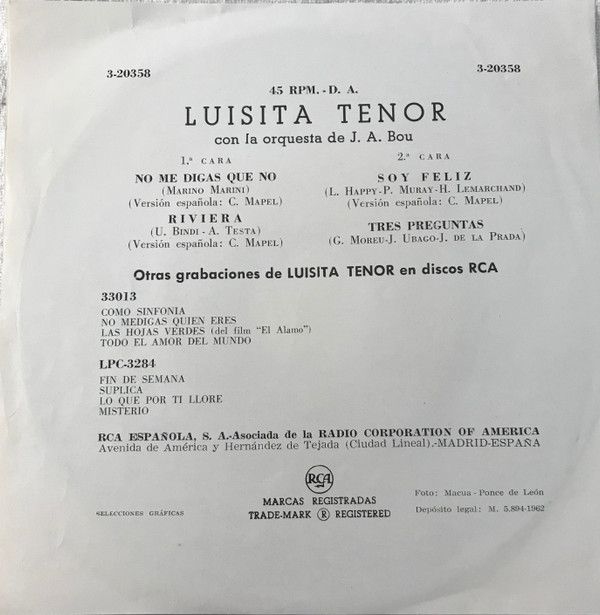 3-20358
3-20358
45 RPM.-D. A.
LUISITA TENOR
con la orquesta de J. A. Bou
1.ª CARA
NO ME DIGAS QUE NO
(MARINO MARINI)
(Versión española: C. MAPEL)
RIVIERA
(U. BINDI - A. TESTA)
(Versión española: C. MAPEL)
2.ª CARA
SOY FELIZ
(L. HAPPY-P. MURAY-H. LEMARCHAND)
(Versión española: C. MAPEL)
TRES PREGUNTAS
(G. MOREU-J. UBAGO-J. DE LA PRADA)
Otras grabaciones de LUISITA TENOR en discos RCA
33013
COMO SINFONIA
NO MEDIGAS QUIEN ERES
LAS HOJAS VERDES (del film "El Alamo")
TODO EL AMOR DEL MUNDO
LPC-3284
FIN DE SEMANA
SUPLICA
LO QUE POR TI LLORE
MISTERIO
RCA ESPAÑOLA, S. A.-Asociada de la RADIO CORPORATION OF AMERICA
Avenida de América y Hernández de Tejada (Ciudad Lineal).-MADRID-ESPAÑA
RCA
MARCAS REGISTRADAS
TRADE-MARK ® REGISTERED
SELECCIONES GRÁFICAS
Foto: Macua - Ponce de León
Depósito legal: M. 5.894-1962